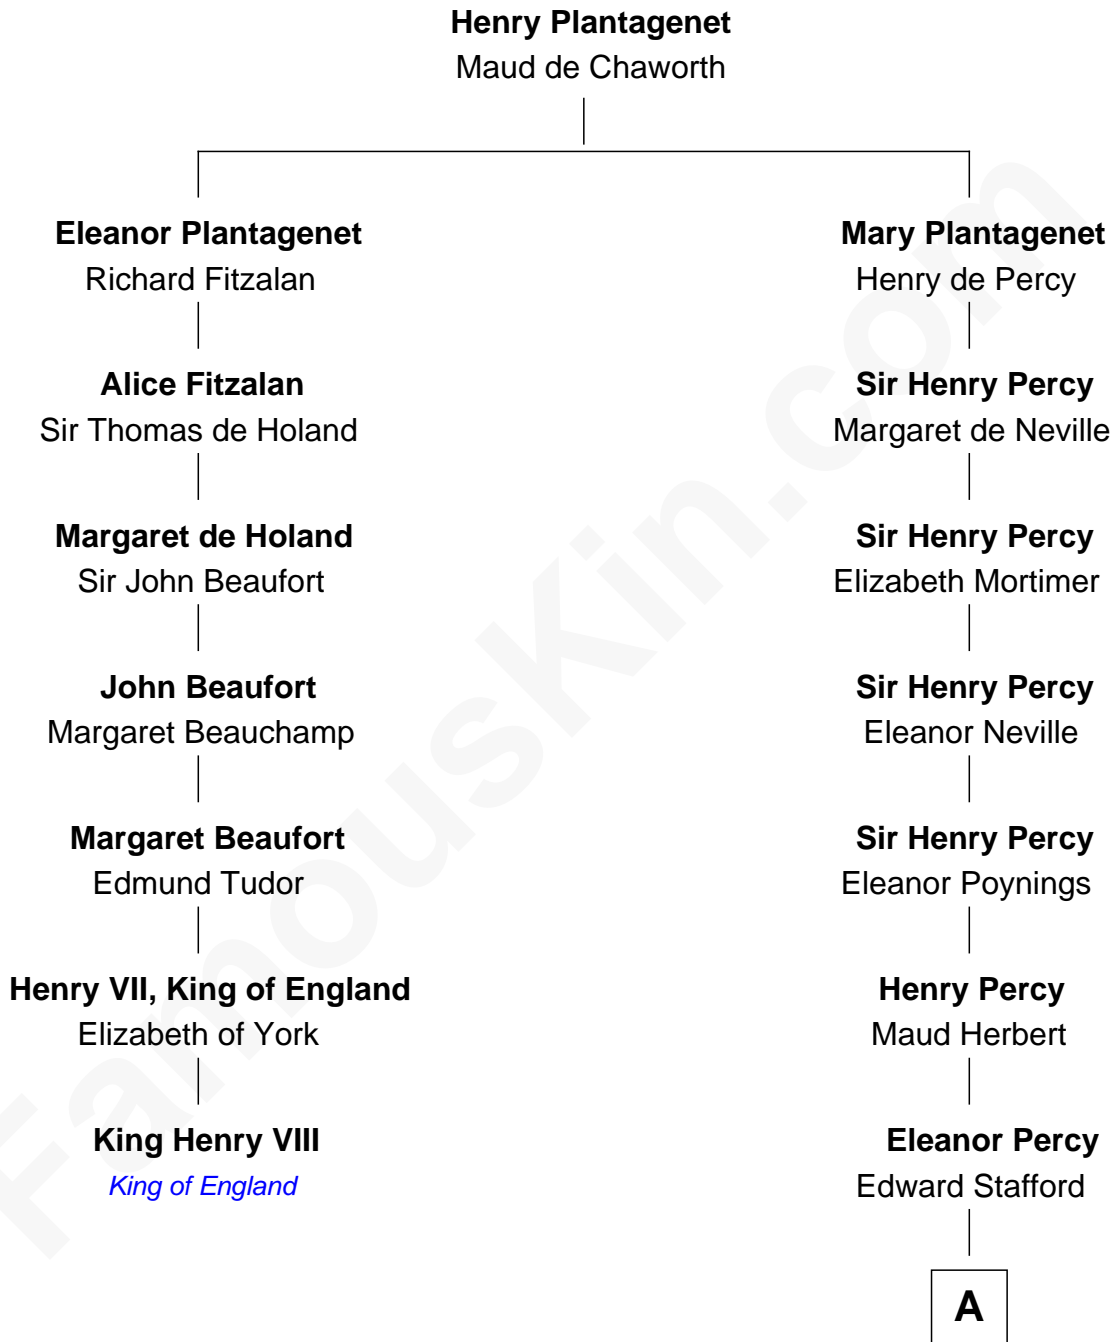 Henry Plantagenet
Maud de Chaworth
Eleanor Plantagenet
Richard Fitzalan
Mary Plantagenet
Henry de Percy
Alice Fitzalan
Sir Thomas de Holand
Sir Henry Percy
Margaret de Neville
Margaret de Holand
Sir John Beaufort
Sir Henry Percy
Elizabeth Mortimer
John Beaufort
Margaret Beauchamp
Sir Henry Percy
Eleanor Neville
Margaret Beaufort
Edmund Tudor
Sir Henry Percy
Eleanor Poynings
Henry VII, King of England
Elizabeth of York
Henry Percy
Maud Herbert
King Henry VIII
King of England
Eleanor Percy
Edward Stafford
A
FamousKin.com